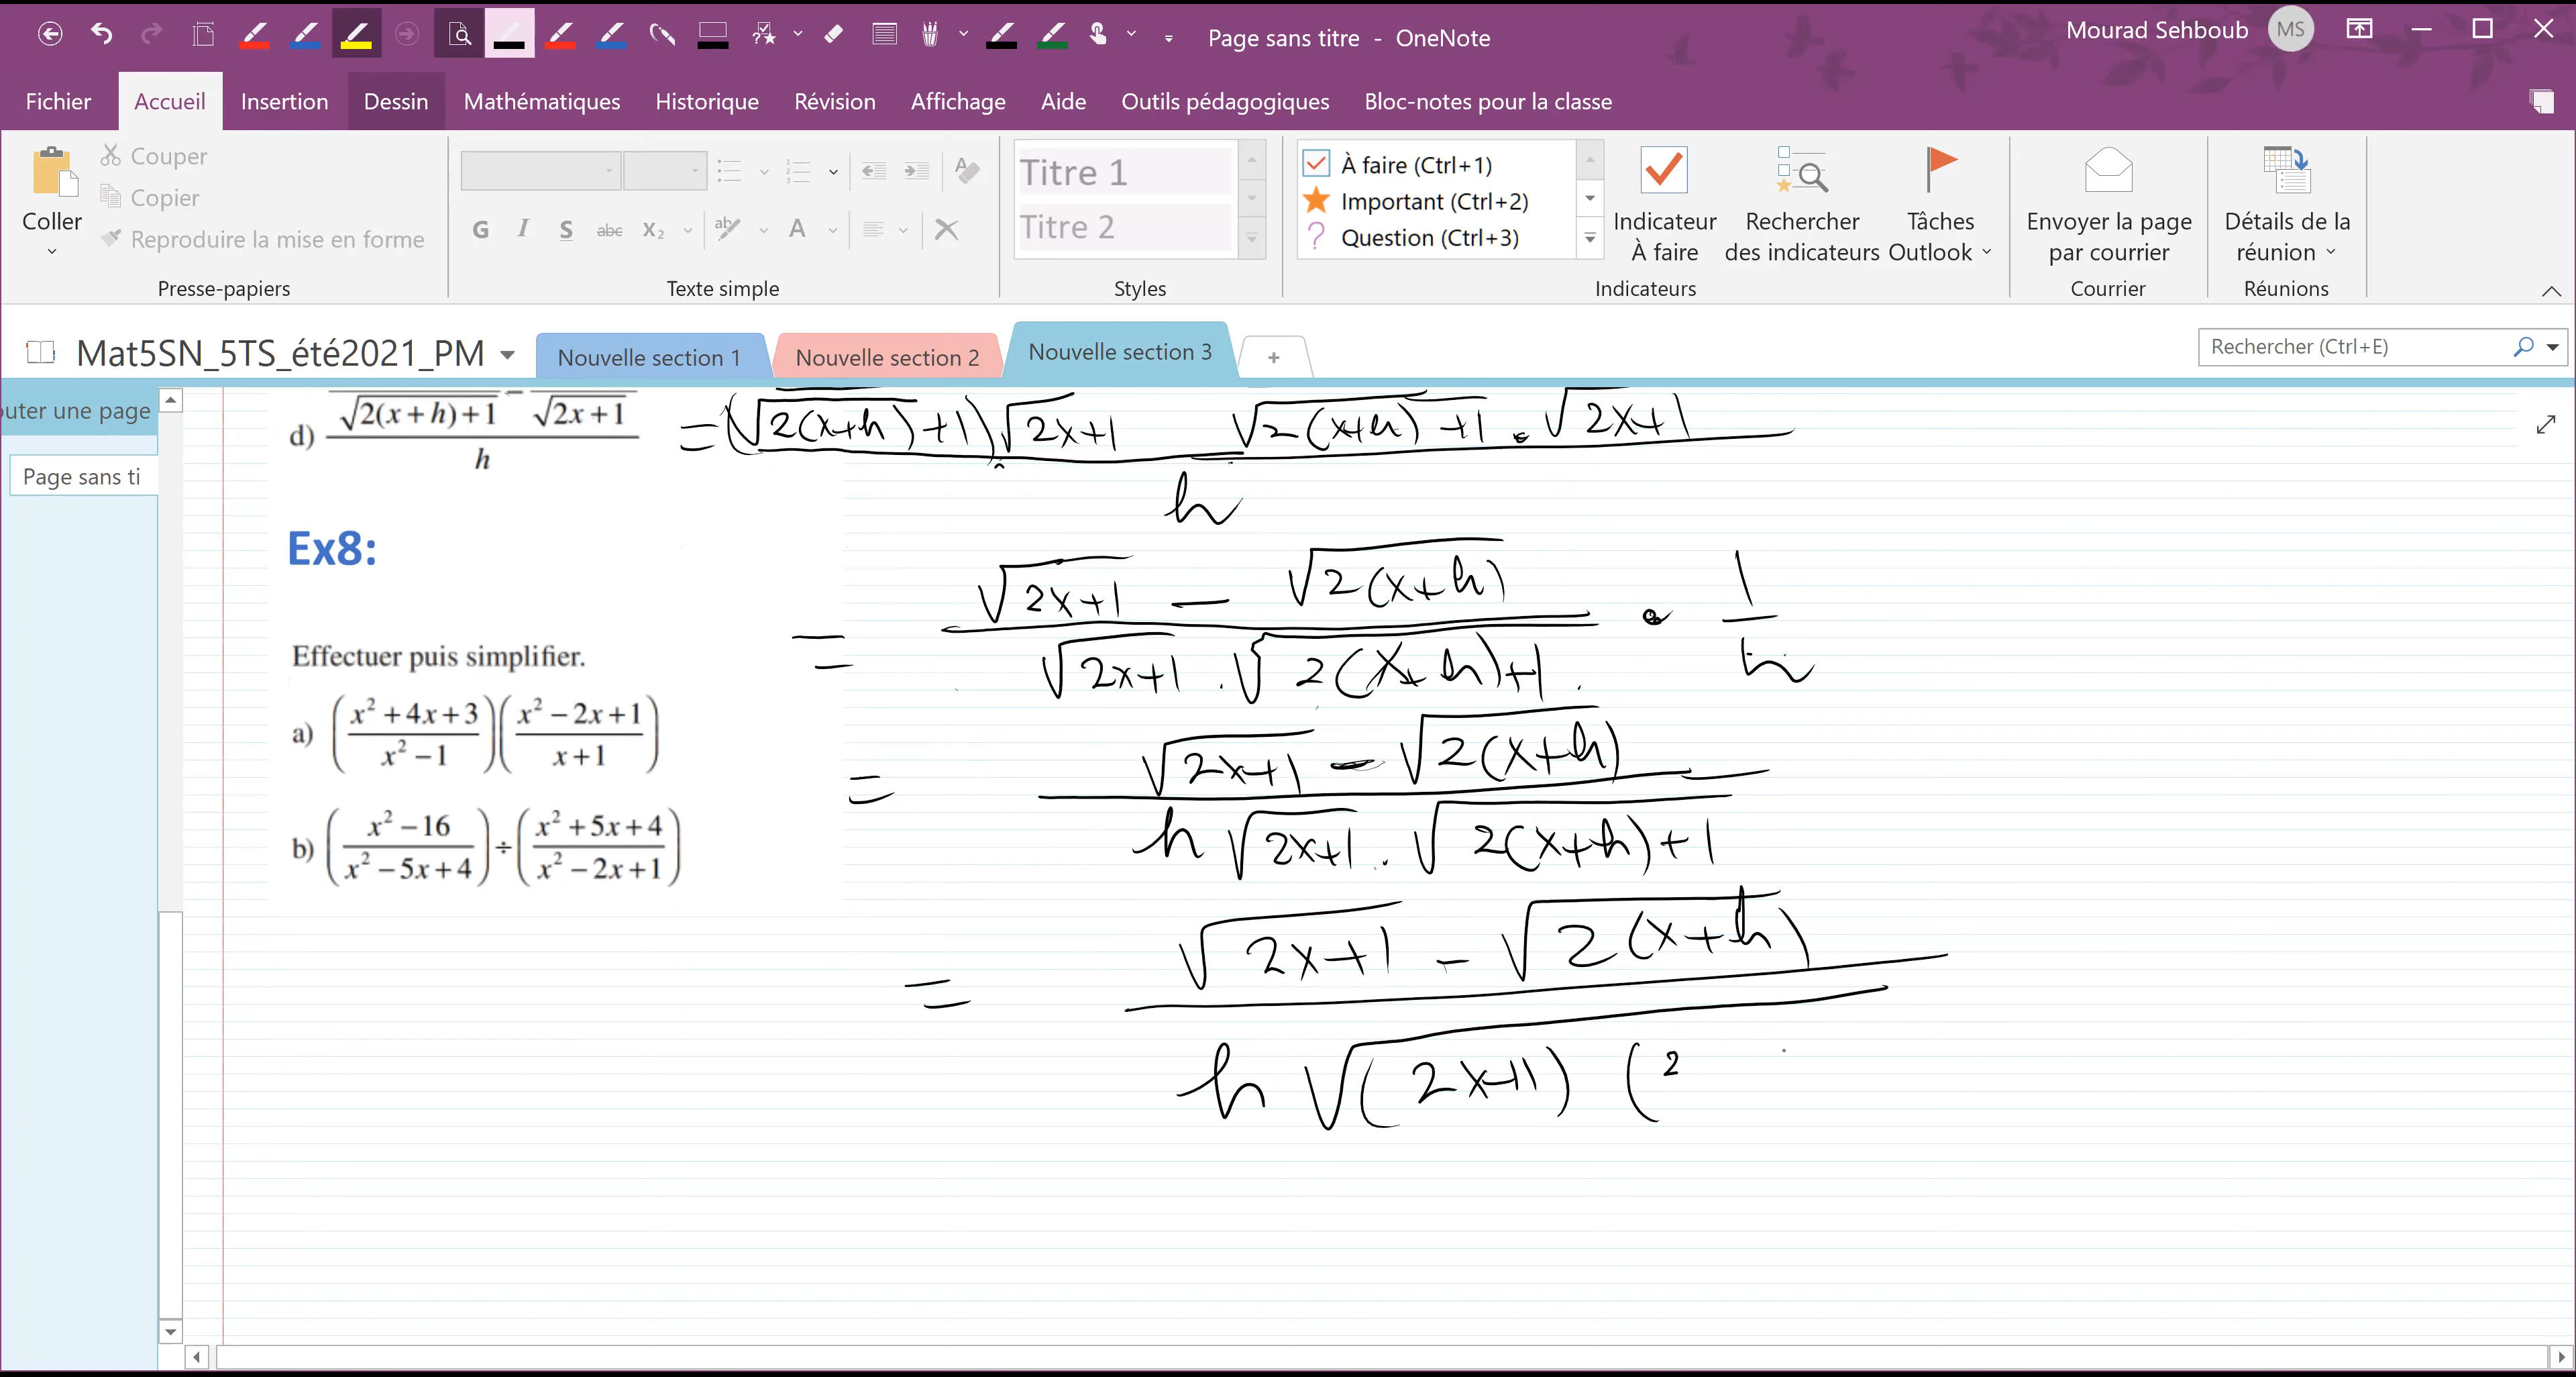 Page sans titre - OneNote
Mourad Sehboub MS
Fichier Accueil Insertion Dessin Mathématiques Historique Révision Affichage Aide Outils pédagogiques Bloc-notes pour la classe
Coller
Couper
Copier
Reproduire la mise en forme
Presse-papiers
G I S abc X₂ ab A
Texte simple
Titre 1
Titre 2
Styles
À faire (Ctrl+1)
Important (Ctrl+2)
Question (Ctrl+3)
Indicateur À faire
Rechercher des indicateurs
Tâches Outlook
Indicateurs
Envoyer la page par courrier
Courrier
Détails de la réunion
Réunions
Mat5SN_5TS_été2021_PM
Nouvelle section 1
Nouvelle section 2
Nouvelle section 3
+
Rechercher (Ctrl+E)
outer une page
Page sans ti
d) √2(x+h)+1 - √2x+1
h
= (√2(x+h)+1)√2x+1 √2(x+h)+1 . √2x+1
h
Ex8:
= √2x+1 - √2(x+h) / √2x+1 . √2(x+h)+1 . 1/h
Effectuer puis simplifier.
a) ((x²+4x+3)/(x²-1))((x²-2x+1)/(x+1))
= √2x+1 - √2(x+h) / h√2x+1 . √2(x+h)+1
b) ((x²-16)/(x²-5x+4)) ÷ ((x²+5x+4)/(x²-2x+1))
= √2x+1 - √2(x+h) / h√(2x+1) (2